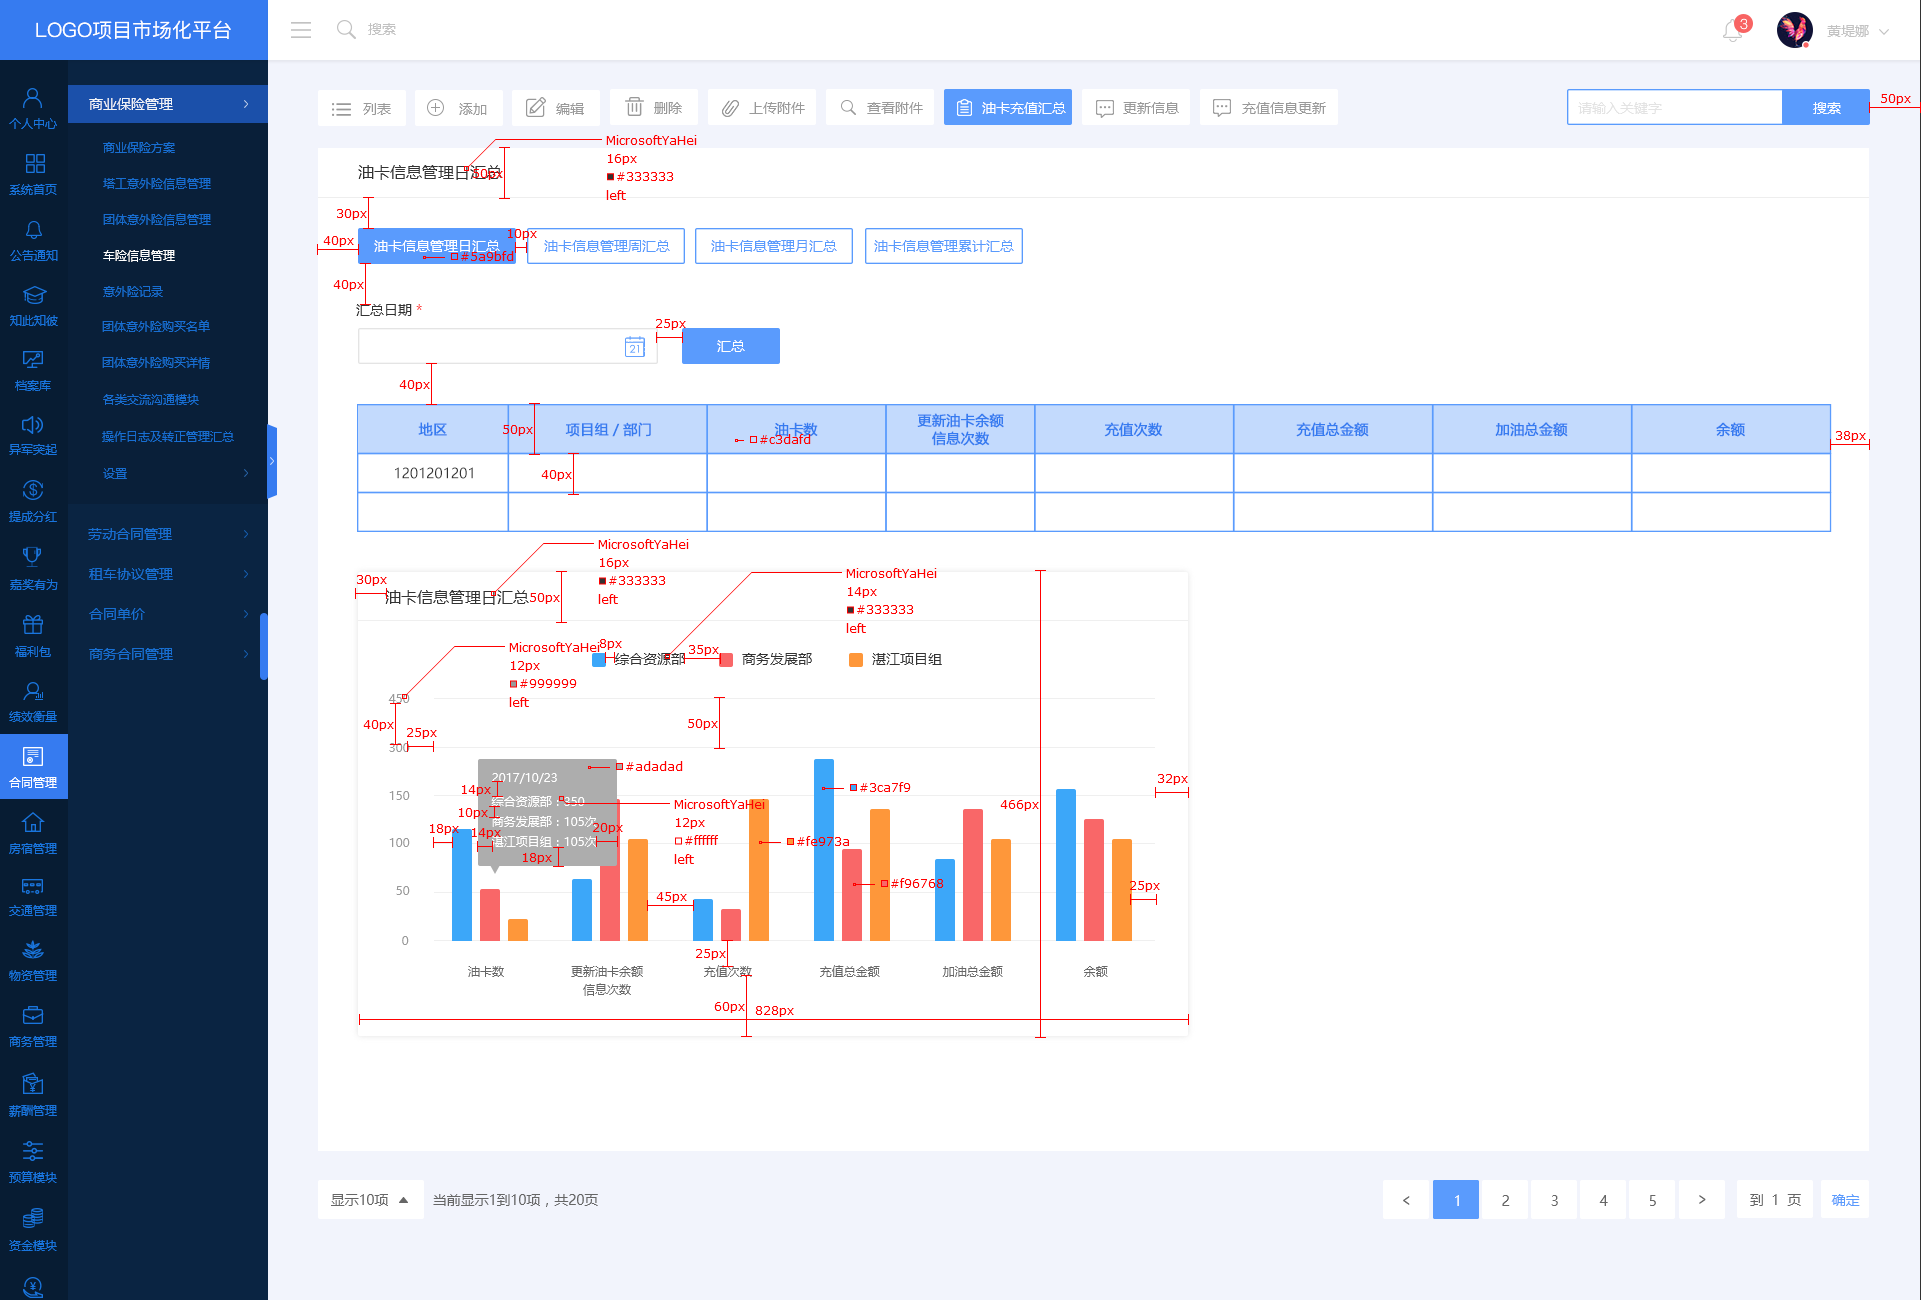 LOGO项目市场化平台
搜索
3
黄堤娜
个人中心
系统首页
公告通知
知此知彼
档案库
异军突起
提成分红
嘉奖有为
福利包
绩效衡量
合同管理
房宿管理
交通管理
物资管理
商务管理
薪酬管理
预算模块
资金模块
商业保险管理
商业保险方案
塔工意外险信息管理
团体意外险信息管理
车险信息管理
意外险记录
团体意外险购买名单
团体意外险购买详情
各类交流沟通模块
操作日志及转正管理汇总
设置
劳动合同管理
租车协议管理
合同单价
商务合同管理
列表
添加
编辑
删除
上传附件
查看附件
油卡充值汇总
更新信息
充值信息更新
请输入关键字
搜索
50px
油卡信息管理日汇总
50px
MicrosoftYaHei
16px
#333333
left
30px
40px
油卡信息管理日汇总
10px
#5a9bfd
油卡信息管理周汇总
油卡信息管理月汇总
油卡信息管理累计汇总
40px
汇总日期 *
21
25px
汇总
40px
地区
50px
项目组 / 部门
油卡数
#c3dafd
更新油卡余额
信息次数
充值次数
充值总金额
加油总金额
余额
38px
1201201201
40px
MicrosoftYaHei
16px
#333333
left
30px
油卡信息管理日汇总
50px
MicrosoftYaHei
14px
#333333
left
MicrosoftYaHei
12px
#999999
left
8px
综合资源部
35px
商务发展部
湛江项目组
450
40px
25px
50px
300
150
100
50
0
#adadad
2017/10/23
14px
综合资源部：350
10px
商务发展部：105次
18px
14px
20px
湛江项目组：105次
18px
MicrosoftYaHei
12px
#ffffff
left
#3ca7f9
#fe973a
#f96768
466px
32px
25px
45px
25px
油卡数
更新油卡余额
信息次数
充值次数
充值总金额
加油总金额
余额
60px
828px
显示10项
当前显示1到10项，共20页
<
1
2
3
4
5
>
到 1 页
确定